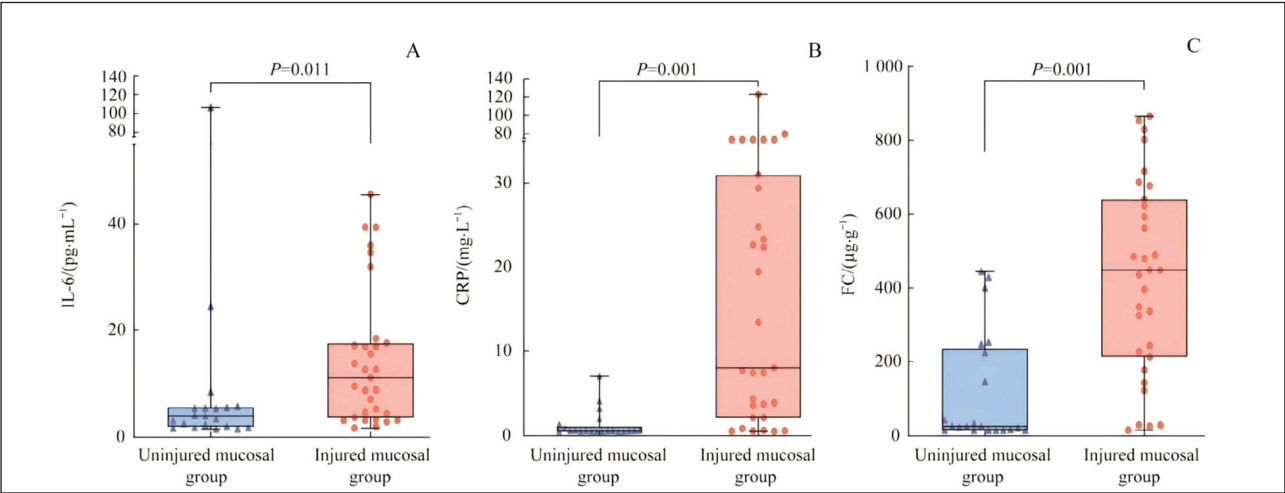 A
P=0.011
140
120
100
80
40
20
0
IL-6/(pg·mL⁻¹)
Uninjured mucosal group
Injured mucosal group
B
P=0.001
140
120
100
80
30
20
10
0
CRP/(mg·L⁻¹)
Uninjured mucosal group
Injured mucosal group
C
P=0.001
1 000
800
600
400
200
0
FC/(μg·g⁻¹)
Uninjured mucosal group
Injured mucosal group